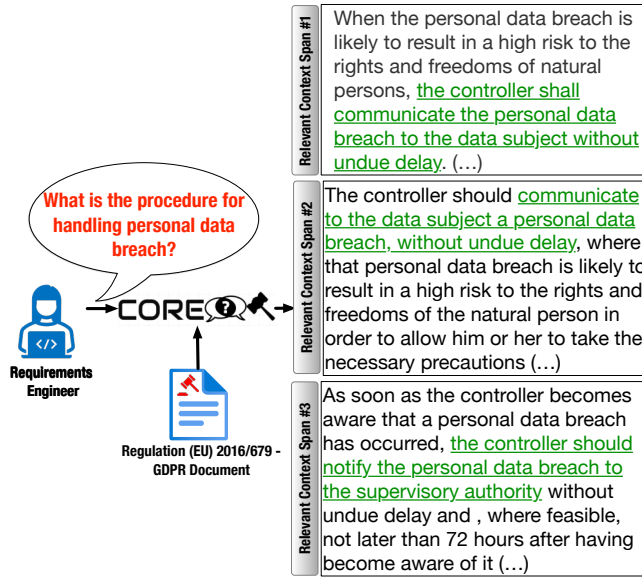 What is the procedure for
handling personal data
breach?
Requirements
Engineer
CORE
?
</>
Regulation (EU) 2016/679 -
GDPR Document
Relevant Context Span #1
When the personal data breach is
likely to result in a high risk to the
rights and freedoms of natural
persons, the controller shall
communicate the personal data
breach to the data subject without
undue delay. (...)
Relevant Context Span #2
The controller should communicate
to the data subject a personal data
breach, without undue delay, where
that personal data breach is likely to
result in a high risk to the rights and
freedoms of the natural person in
order to allow him or her to take the
necessary precautions (...)
Relevant Context Span #3
As soon as the controller becomes
aware that a personal data breach
has occurred, the controller should
notify the personal data breach to
the supervisory authority without
undue delay and , where feasible,
not later than 72 hours after having
become aware of it (...)